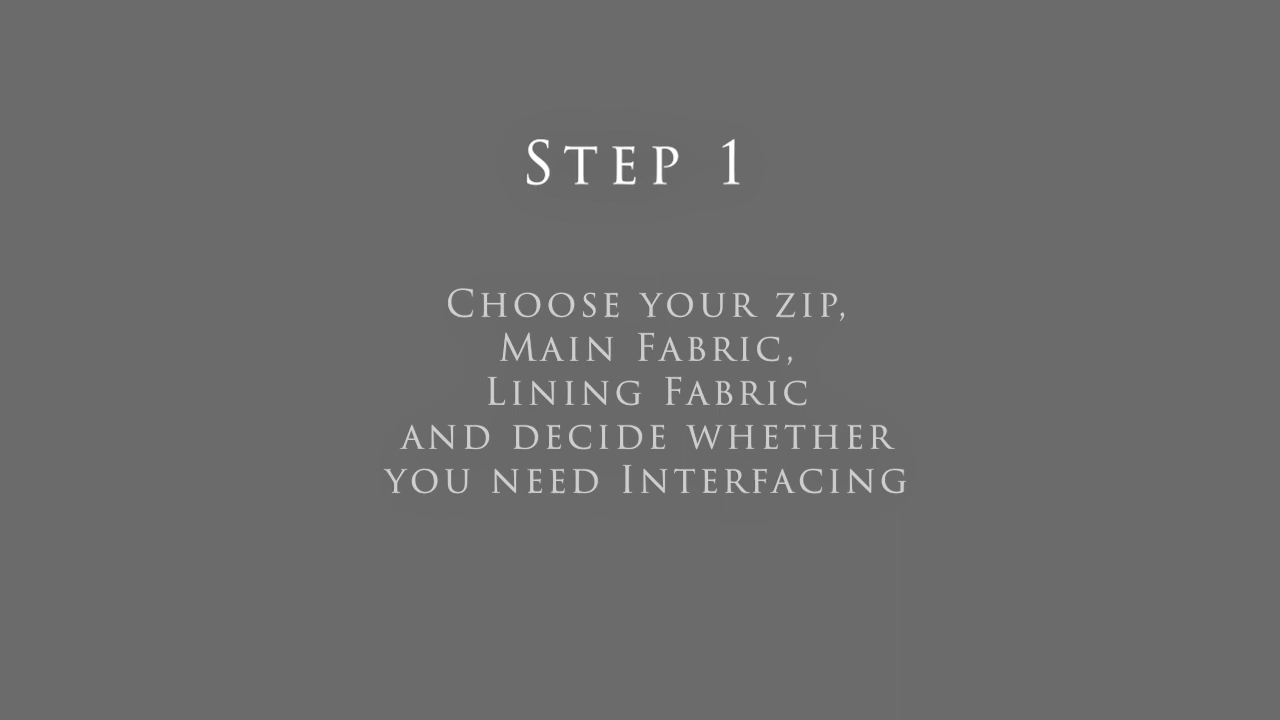 Step 1
Choose your zip,
Main Fabric,
Lining Fabric
and decide whether
you need Interfacing